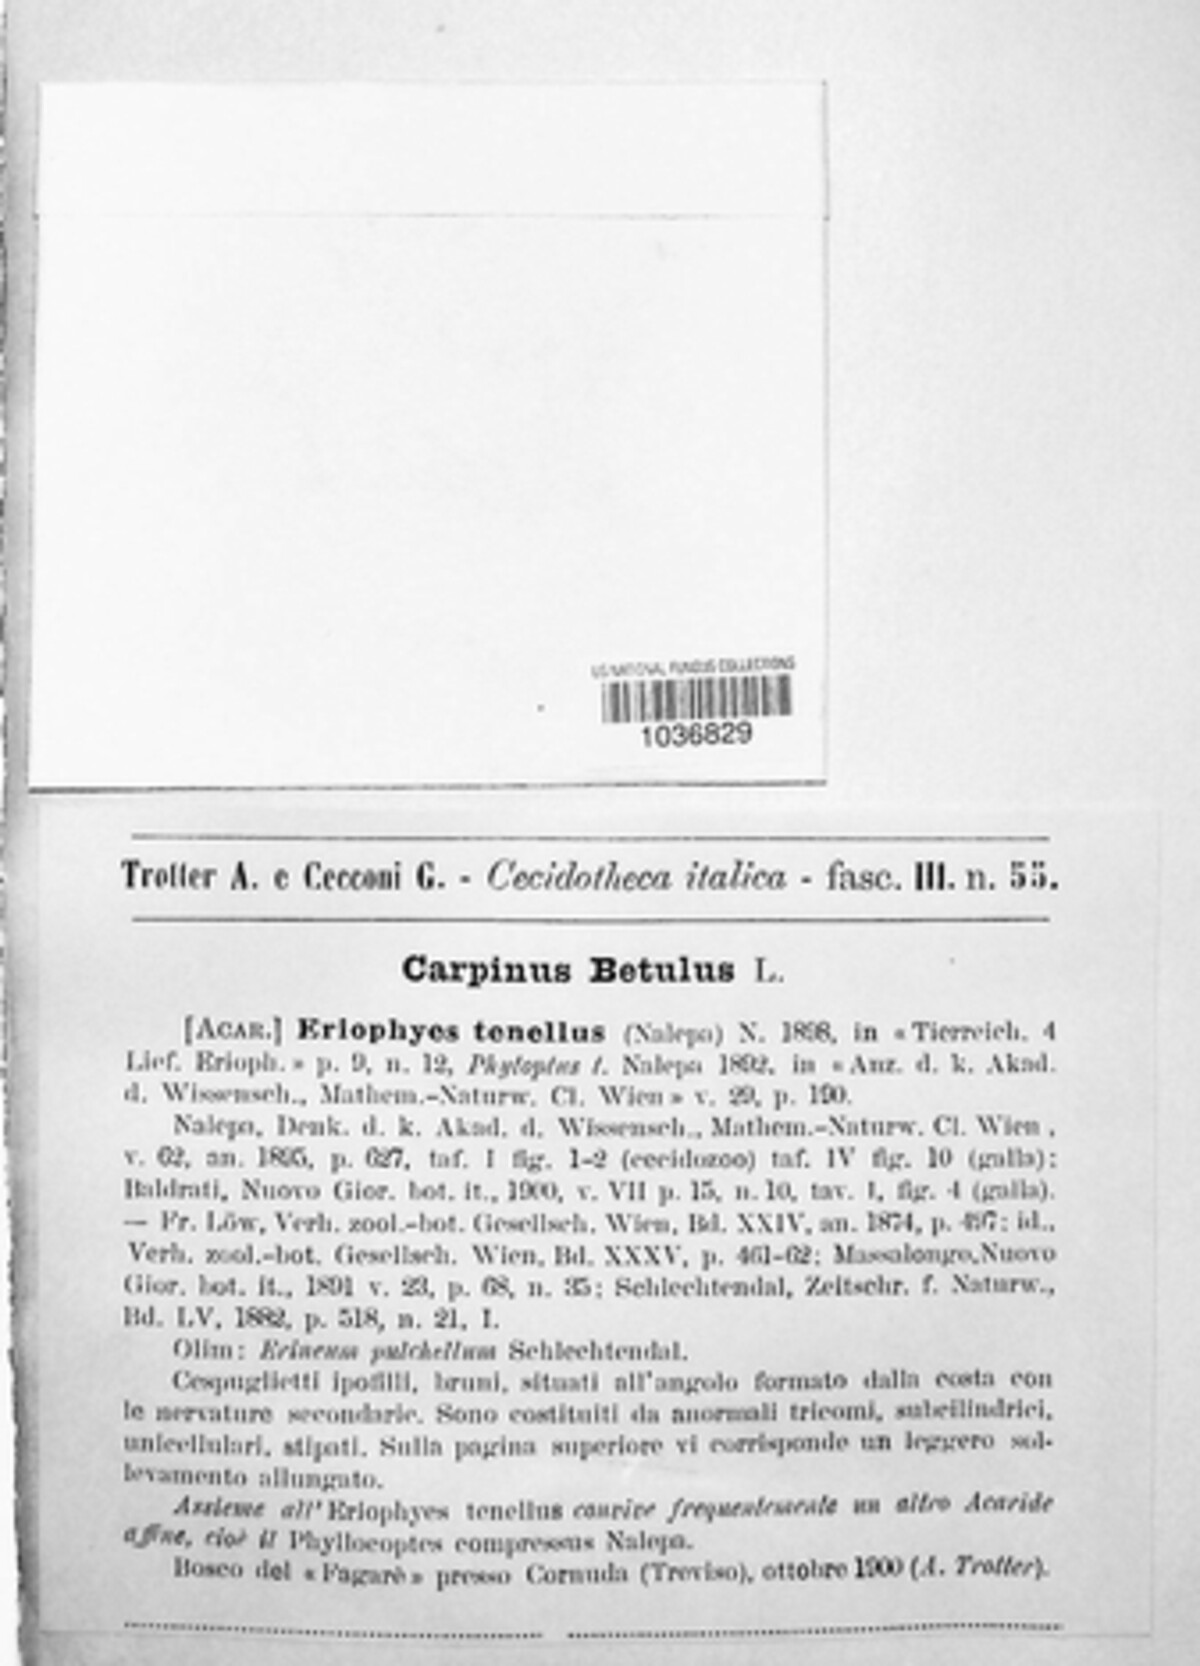 US NATIONAL FUNGUS COLLECTIONS
1036829
Trotter A. e Cecconi G. - Cecidotheca italica - fasc. III. n. 55.
Carpinus Betulus L.
[ACAR.] Eriophyes tenellus (Nalepa) N. 1898, in «Tierreich. 4
Lief. Erioph.» p. 9, n. 12, Phytoptus t. Nalepa 1892, in «Anz. d. k. Akad.
d. Wissensch., Mathem.-Naturw. Cl. Wien» v. 29, p. 190.
Nalepa, Denk. d. k. Akad. d. Wissensch., Mathem.-Naturw. Cl. Wien,
v. 62, an. 1895, p. 627, taf. I fig. 1-2 (cecidozoo) taf. IV fig. 10 (galla);
Baldrati, Nuovo Gior. bot. it., 1900, v. VII p. 15, n. 10, tav. I, fig. 4 (galla).
— Fr. Löw, Verh. zool.-bot. Gesellsch. Wien, Bd. XXIV, an. 1874, p. 497; id.,
Verh. zool.-bot. Gesellsch. Wien, Bd. XXXV, p. 461-62; Massalongo, Nuovo
Gior. bot. it., 1891 v. 23, p. 68, n. 35; Schlechtendal, Zeitschr. f. Naturw.,
Bd. LV, 1882, p. 518, n. 21, I.
Olim: Erineum pulchellum Schlechtendal.
Cespuglietti ipofilli, bruni, situati all'angolo formato dalla costa con
le nervature secondarie. Sono costituiti da anormali tricomi, subcilindrici,
unicellulari, stipati. Sulla pagina superiore vi corrisponde un leggero sol-
levamento allungato.
Assieme all'Eriophyes tenellus convive frequentemente un altro Acaride
affine, cioè il Phyllocoptes compressus Nalepa.
Bosco del «Fagarè» presso Cornuda (Treviso), ottobre 1900 (A. Trotter).